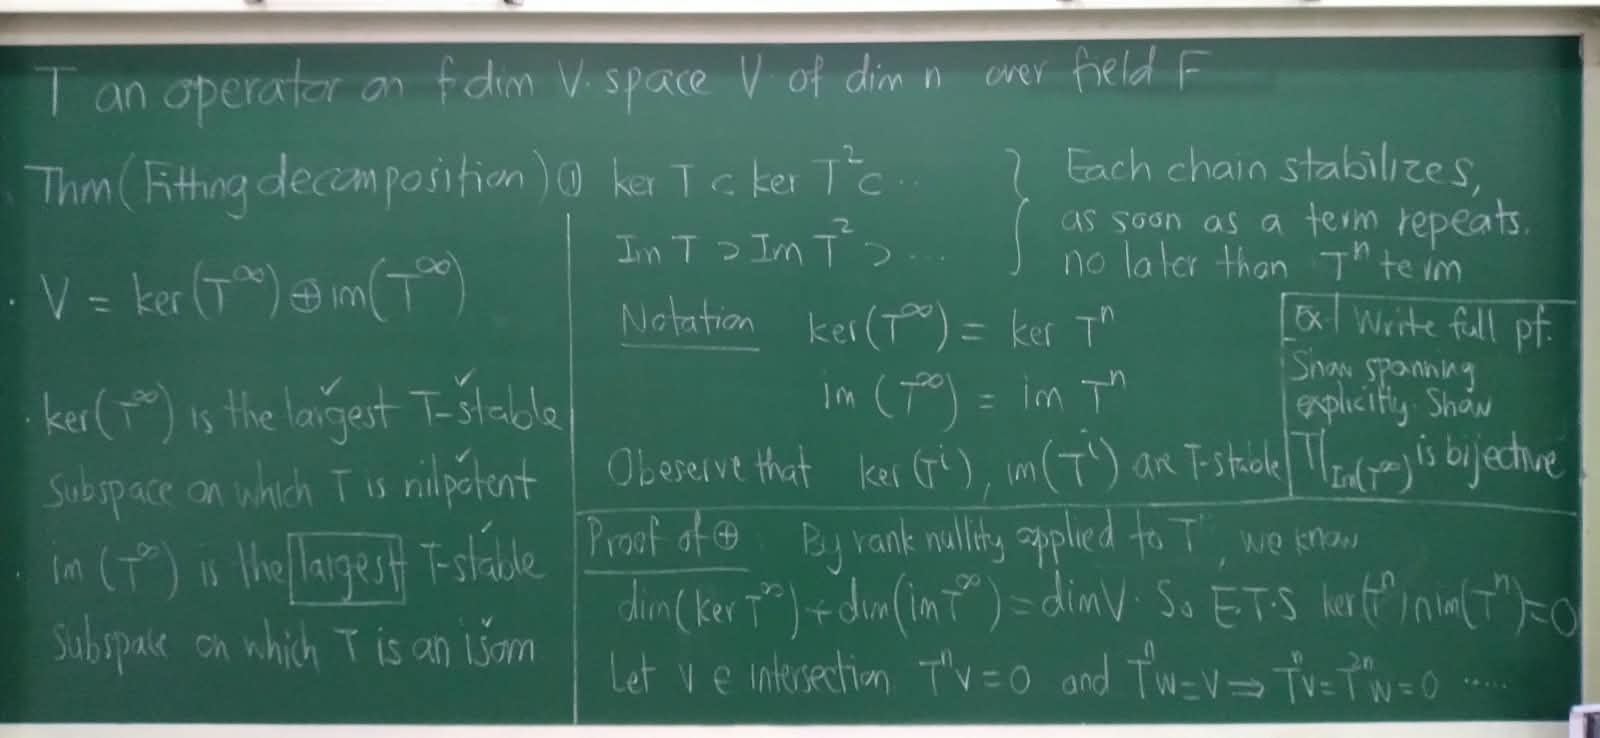 T an operator on f dim V. space V of dim n over field F
Thm (Fitting decomposition)
V = ker(T^∞) ⊕ im(T^∞)
ker(T^∞) is the largest T-stable
subspace on which T is nilpotent
im (T^∞) is the largest T-stable
subspace on which T is an isom
① ker T ⊂ ker T² ⊂ ...
Im T ⊃ Im T² ⊃ ...
Each chain stabilizes,
as soon as a term repeats.
no later than Tⁿ term
Notation ker(T^∞) = ker Tⁿ
im (T^∞) = im Tⁿ
Obeserve that ker (Tⁱ), im(Tⁱ) are T-stable
Ex1 Write full pf.
Show spanning
explicitly. Show
T|_{Im(T^∞)} is bijective
Proof of ⊕ By rank nullity applied to Tⁿ, we know
dim(ker T^∞) + dim(im T^∞) = dim V. So E.T.S ker(Tⁿ) ∩ im(Tⁿ) = 0
Let v ∈ intersection Tⁿv = 0 and Tⁿw = v ⇒ Tⁿv = T²ⁿw = 0 .....